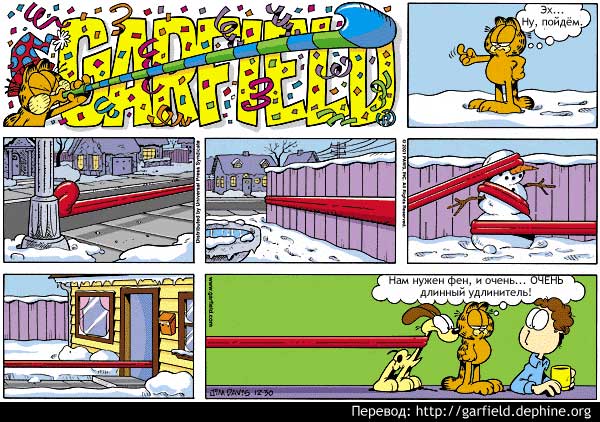 GARFIELD
Эх...
Ну, пойдём.
Distributed by Universal Press Syndicate
© 2001 PAWS, INC. All Rights Reserved.
www.garfield.com
Нам нужен фен, и очень... ОЧЕНЬ
длинный удлинитель!
JIM DAVIS 12·30
Перевод: http://garfield.dephine.org